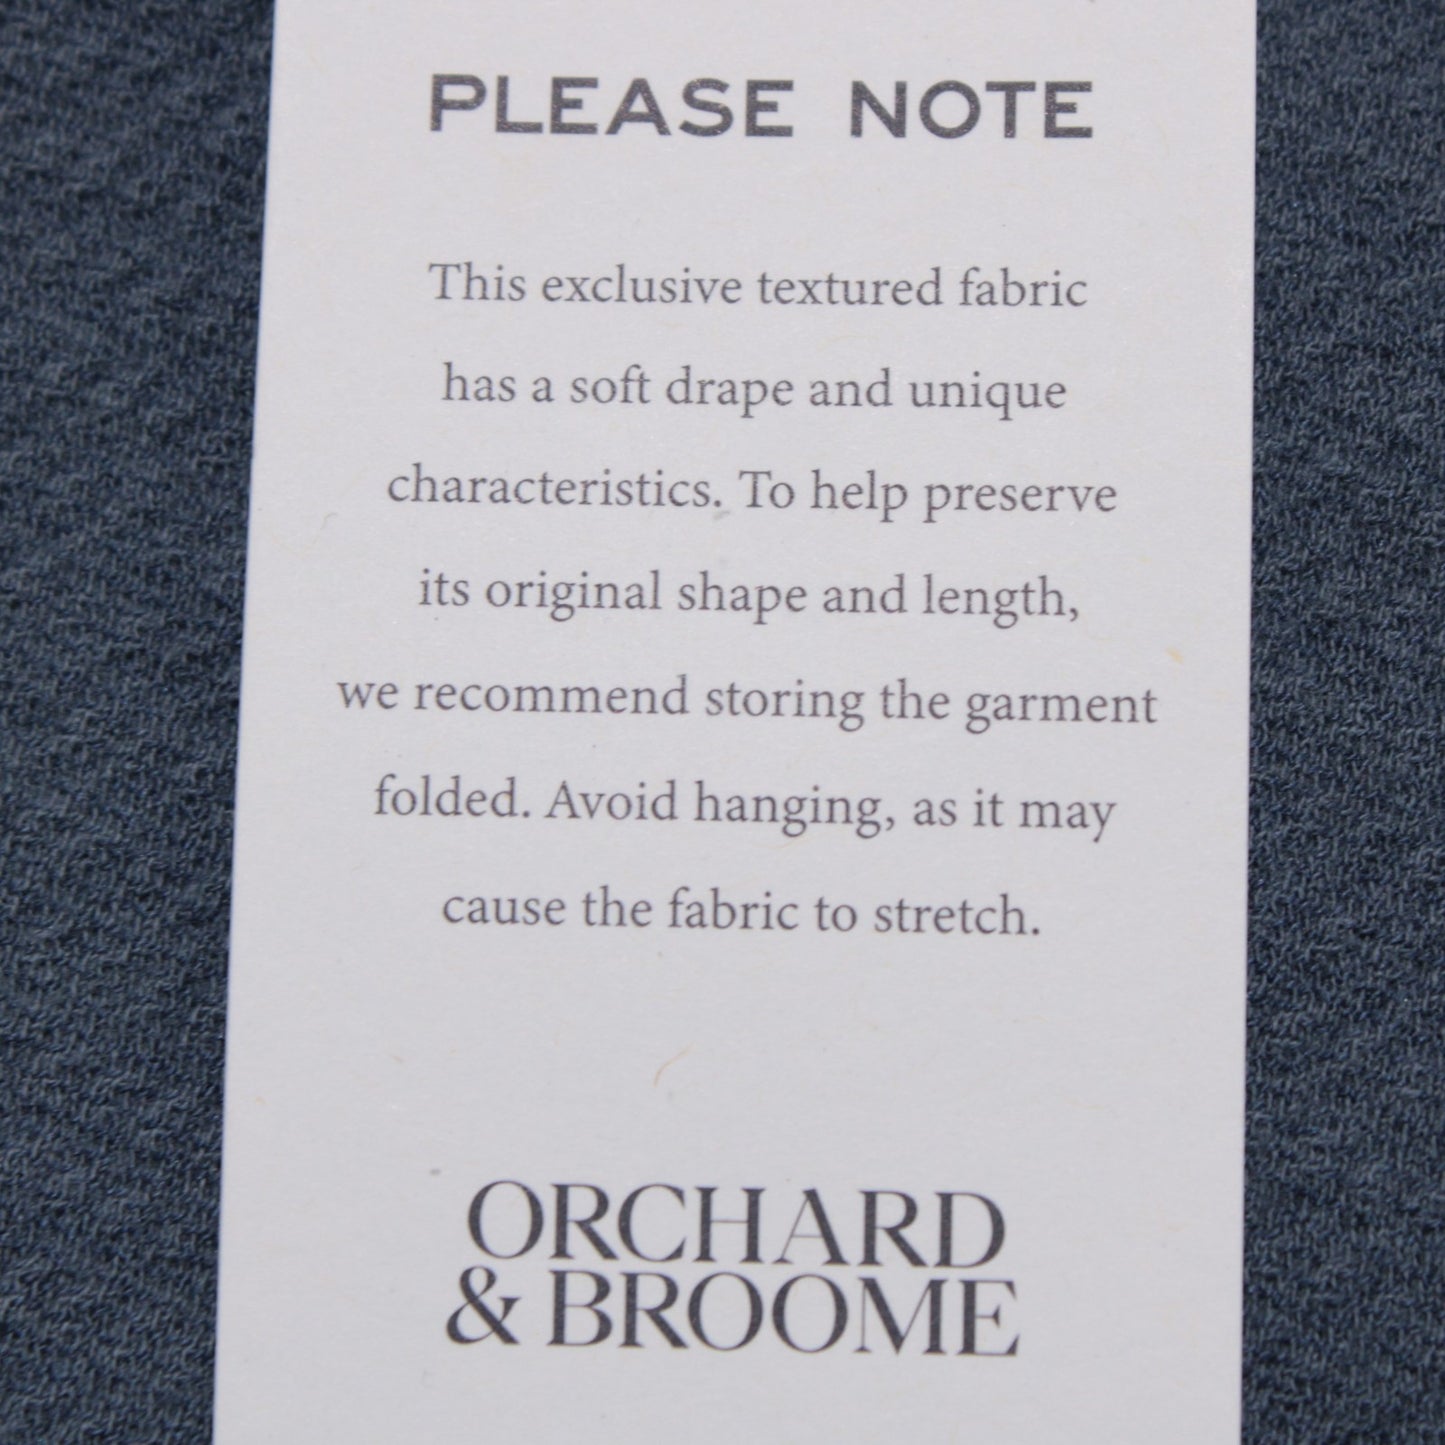 PLEASE NOTE
This exclusive textured fabric
has a soft drape and unique
characteristics. To help preserve
its original shape and length,
we recommend storing the garment
folded. Avoid hanging, as it may
cause the fabric to stretch.
ORCHARD
& BROOME